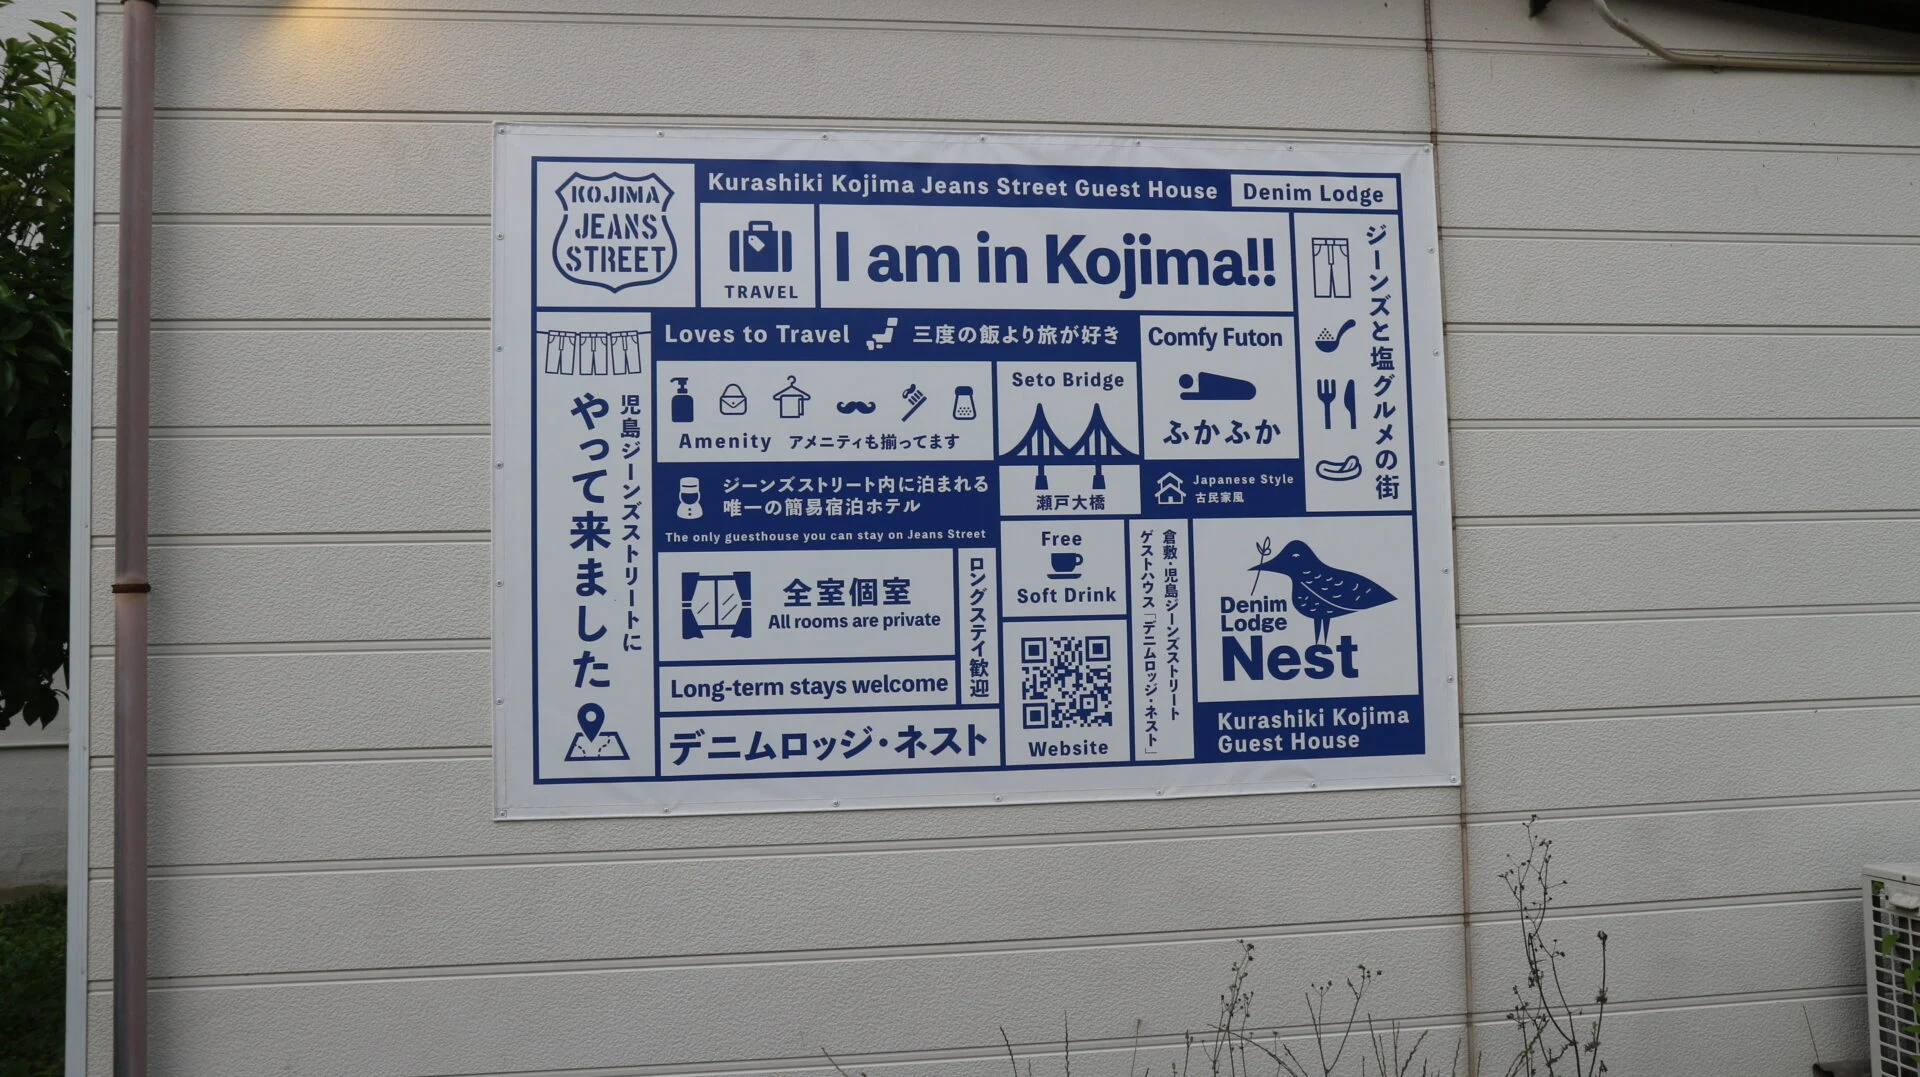 KOJIMA
JEANS
STREET
Kurashiki Kojima Jeans Street Guest House
Denim Lodge
TRAVEL
I am in Kojima!!
ジーンズと塩グルメの街
児島ジーンズストリートに
やって来ました
Loves to Travel
三度の飯より旅が好き
Comfy Futon
ふかふか
Amenity アメニティも揃ってます
Seto Bridge
瀬戸大橋
Japanese Style
古民家風
ジーンズストリート内に泊まれる
唯一の簡易宿泊ホテル
The only guesthouse you can stay on Jeans Street
全室個室
All rooms are private
ロングステイ歓迎
Long-term stays welcome
デニムロッジ・ネスト
Free
Soft Drink
Website
倉敷・児島ジーンズストリート
ゲストハウス「デニムロッジ・ネスト」
Denim
Lodge
Nest
Kurashiki Kojima
Guest House